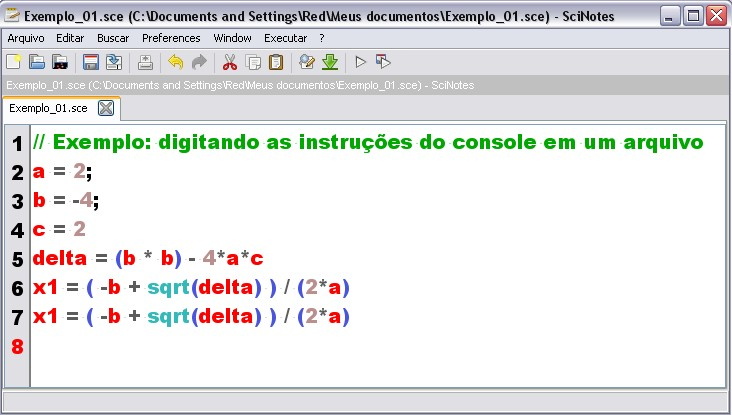 Exemplo_01.sce (C:\Documents and Settings\Red\Meus documentos\Exemplo_01.sce) - SciNotes
Arquivo Editar Buscar Preferences Window Executar ?
Exemplo_01.sce (C:\Documents and Settings\Red\Meus documentos\Exemplo_01.sce) - SciNotes
Exemplo_01.sce
1 // Exemplo: digitando as instruções do console em um arquivo
2 a = 2;
3 b = -4;
4 c = 2
5 delta = (b * b) - 4*a*c
6 x1 = ( -b + sqrt(delta) ) / (2*a)
7 x1 = ( -b + sqrt(delta) ) / (2*a)
8